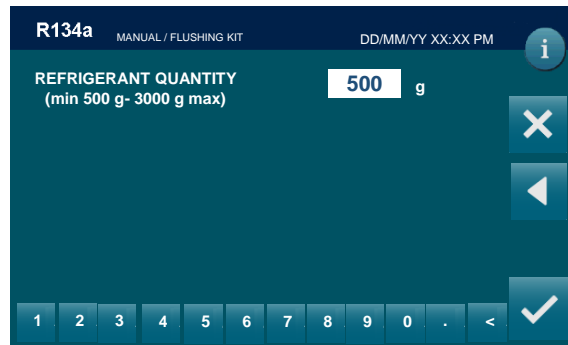 R134a MANUAL / FLUSHING KIT DD/MM/YY XX:XX PM
i
REFRIGERANT QUANTITY 500 g
(min 500 g- 3000 g max)
1 2 3 4 5 6 7 8 9 0 . <